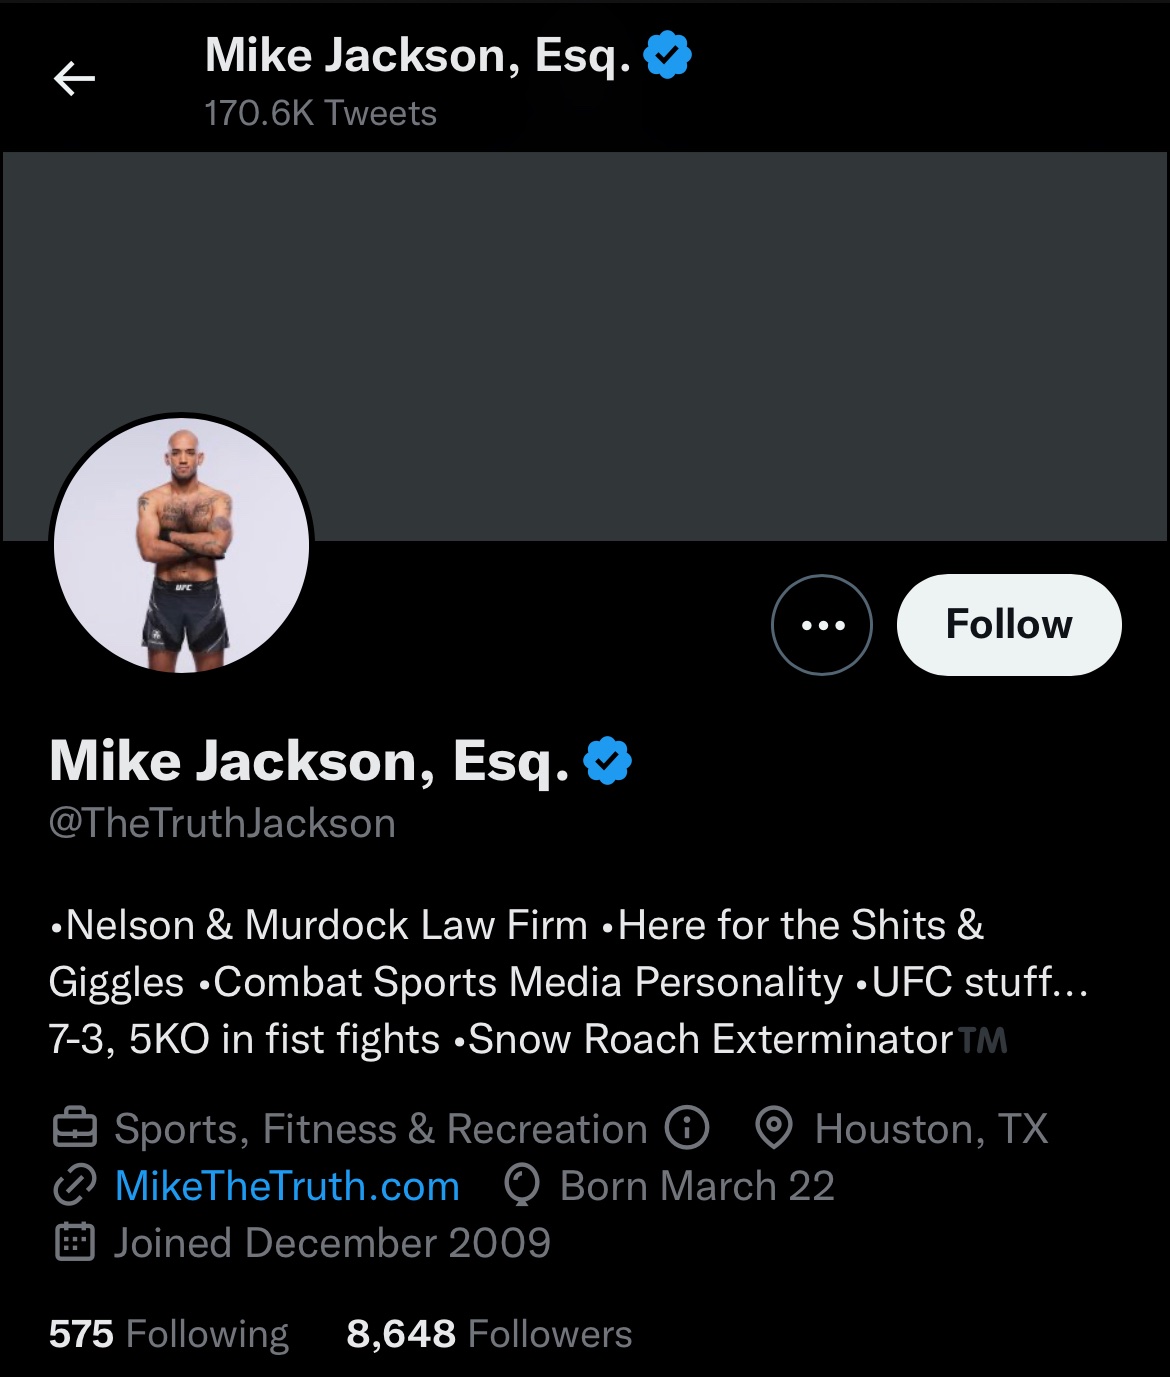 Mike Jackson, Esq.
170.6K Tweets
UFC
Follow
Mike Jackson, Esq.
@TheTruthJackson
•Nelson & Murdock Law Firm •Here for the Shits &
Giggles •Combat Sports Media Personality •UFC stuff...
7-3, 5KO in fist fights •Snow Roach Exterminator™
Sports, Fitness & Recreation Houston, TX
MikeTheTruth.com Born March 22
Joined December 2009
575 Following 8,648 Followers